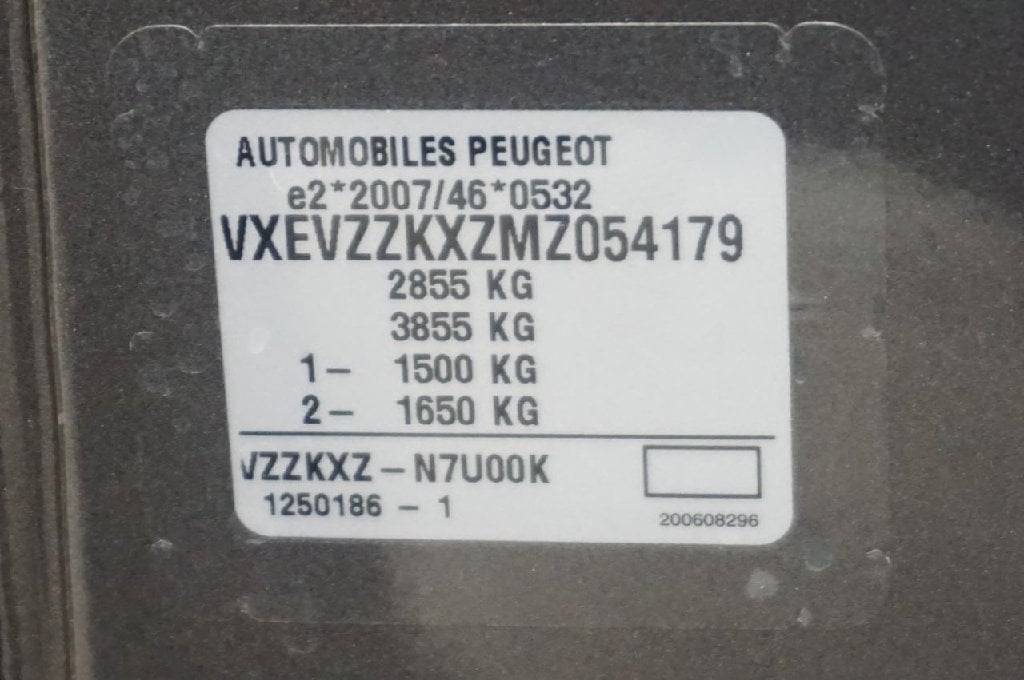 AUTOMOBILES PEUGEOT
e2*2007/46*0532
VXEVZZKXZMZ054179
2855 KG
3855 KG
1– 1500 KG
2– 1650 KG
VZZKXZ–N7U00K
1250186 – 1
200608296